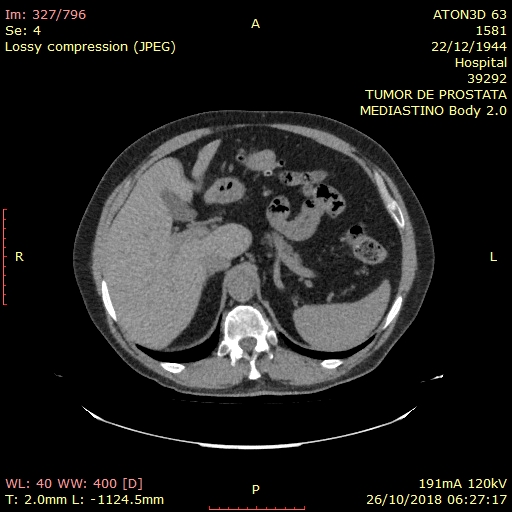 Im: 327/796
Se: 4
Lossy compression (JPEG)
A
ATON3D 63
1581
22/12/1944
Hospital
39292
TUMOR DE PROSTATA
MEDIASTINO Body 2.0
R
L
WL: 40 WW: 400 [D]
T: 2.0mm L: -1124.5mm
P
191mA 120kV
26/10/2018 06:27:17